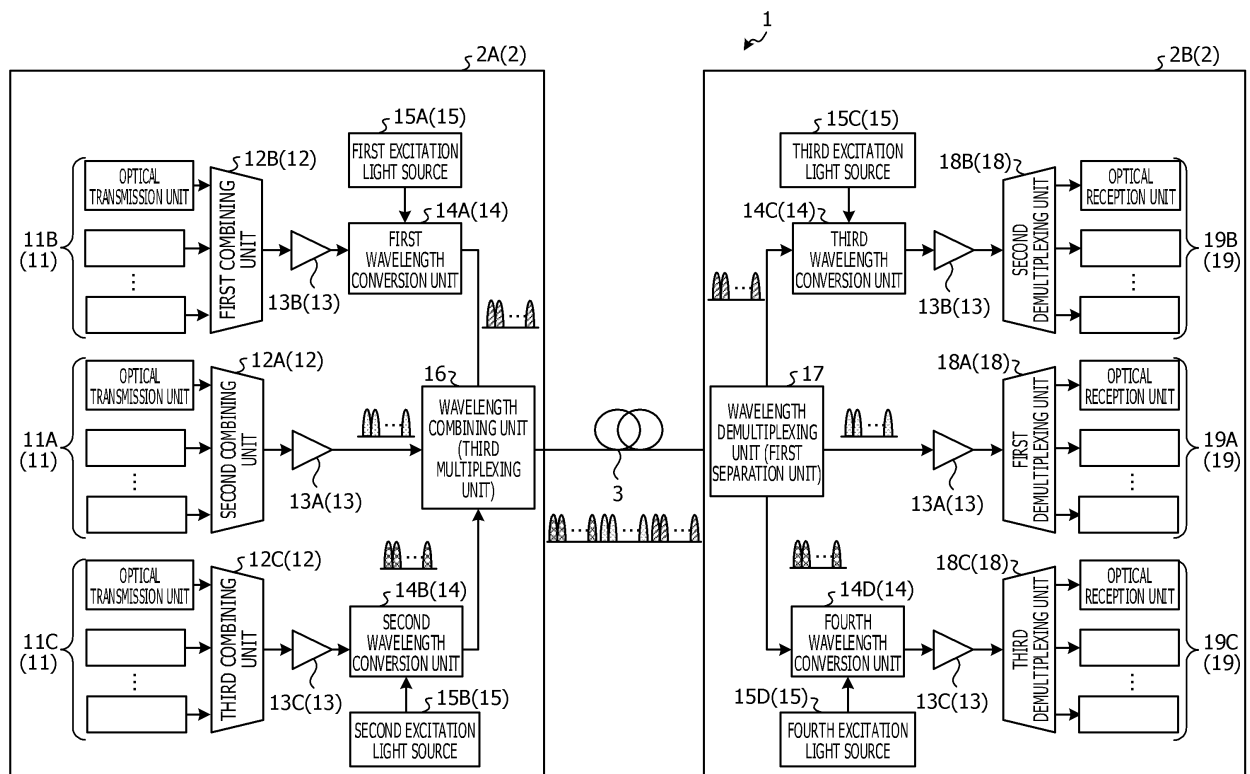 1
2A(2)
2B(2)
15A(15)
FIRST EXCITATION
LIGHT SOURCE
12B(12)
OPTICAL
TRANSMISSION UNIT
FIRST COMBINING
UNIT
11B
(11)
...
13B(13)
14A(14)
FIRST
WAVELENGTH
CONVERSION UNIT
...
12A(12)
OPTICAL
TRANSMISSION UNIT
SECOND COMBINING
UNIT
11A
(11)
...
13A(13)
...
16
WAVELENGTH
COMBINING UNIT
(THIRD
MULTIPLEXING
UNIT)
12C(12)
OPTICAL
TRANSMISSION UNIT
THIRD COMBINING
UNIT
11C
(11)
...
13C(13)
...
14B(14)
SECOND
WAVELENGTH
CONVERSION UNIT
15B(15)
SECOND EXCITATION
LIGHT SOURCE
3
... ... ...
15C(15)
THIRD EXCITATION
LIGHT SOURCE
14C(14)
THIRD
WAVELENGTH
CONVERSION UNIT
...
13B(13)
18B(18)
SECOND
DEMULTIPLEXING UNIT
OPTICAL
RECEPTION UNIT
...
19B
(19)
17
WAVELENGTH
DEMULTIPLEXING
UNIT (FIRST
SEPARATION UNIT)
...
13A(13)
18A(18)
FIRST
DEMULTIPLEXING UNIT
OPTICAL
RECEPTION UNIT
...
19A
(19)
...
14D(14)
FOURTH
WAVELENGTH
CONVERSION UNIT
15D(15)
FOURTH EXCITATION
LIGHT SOURCE
13C(13)
18C(18)
THIRD
DEMULTIPLEXING UNIT
OPTICAL
RECEPTION UNIT
...
19C
(19)